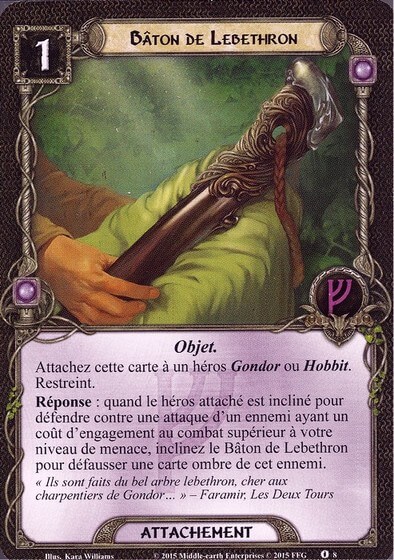 BÂTON DE LEBETHRON
1
Objet.
Attachez cette carte à un héros Gondor ou Hobbit.
Restreint.
Réponse : quand le héros attaché est incliné pour
défendre contre une attaque d'un ennemi ayant un
coût d'engagement au combat supérieur à votre
niveau de menace, inclinez le Bâton de Lebethron
pour défausser une carte ombre de cet ennemi.
« Ils sont faits du bel arbre lebethron, cher aux
charpentiers de Gondor… » – Faramir, Les Deux Tours
ATTACHEMENT
Illus. Kara Williams © 2015 Middle-earth Enterprises © 2015 FFG 8